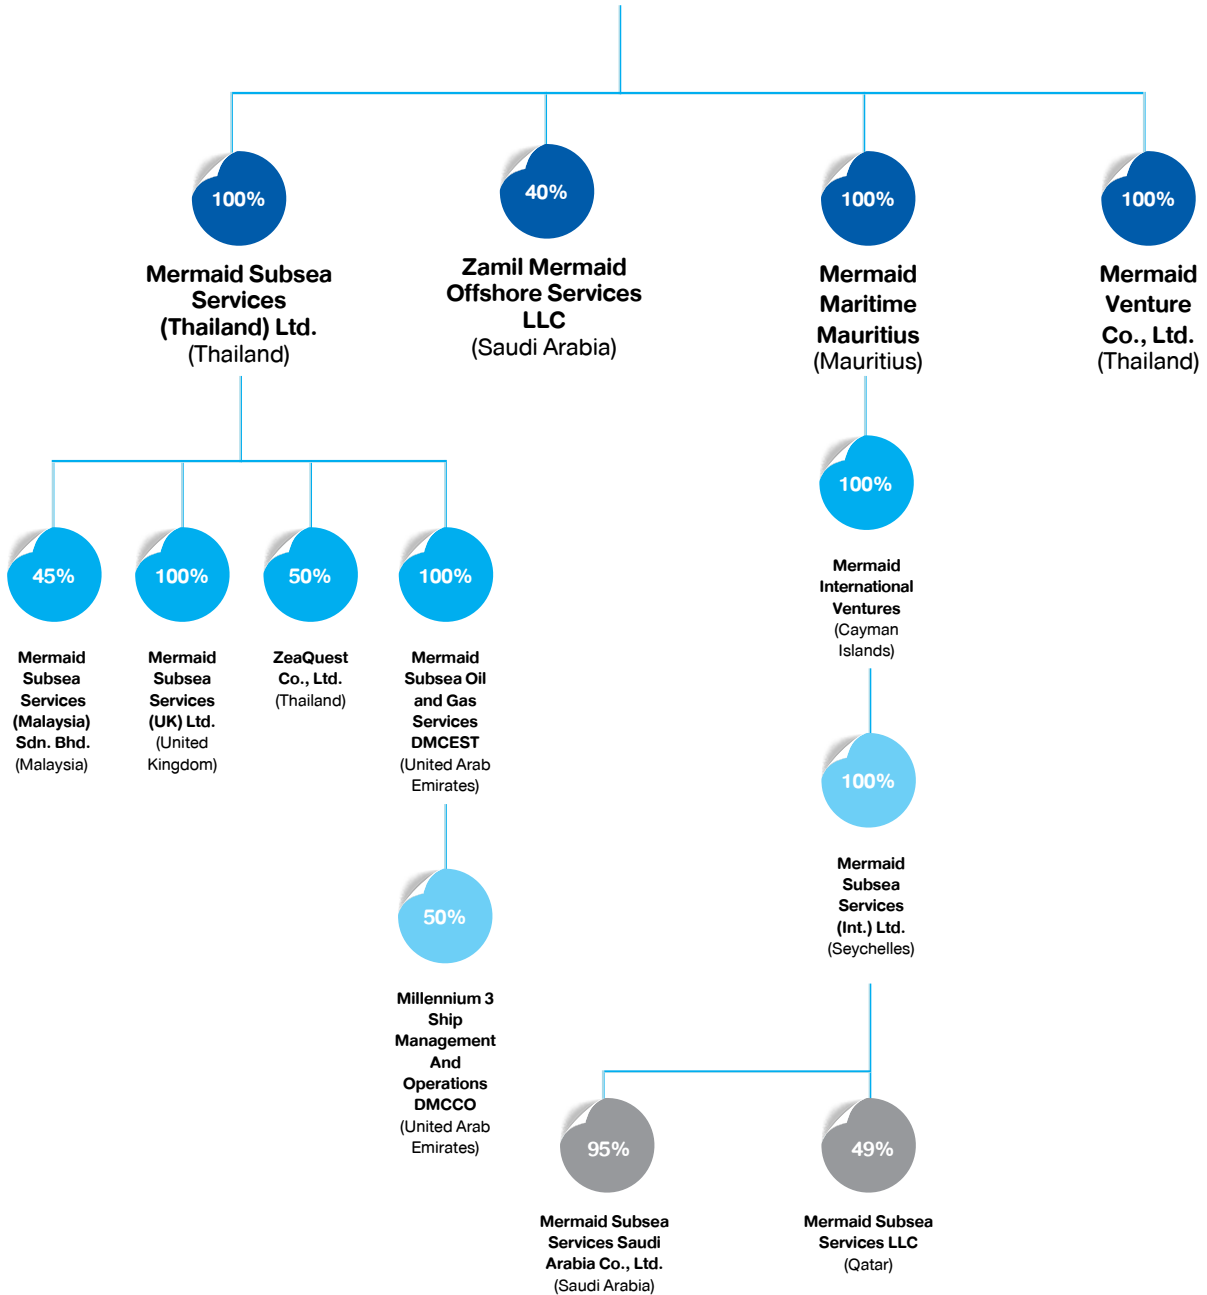 100%
Mermaid Subsea
Services
(Thailand) Ltd.
(Thailand)
40%
Zamil Mermaid
Offshore Services
LLC
(Saudi Arabia)
100%
Mermaid
Maritime
Mauritius
(Mauritius)
100%
Mermaid
Venture
Co., Ltd.
(Thailand)
45%
Mermaid
Subsea
Services
(Malaysia)
Sdn. Bhd.
(Malaysia)
100%
Mermaid
Subsea
Services
(UK) Ltd.
(United
Kingdom)
50%
ZeaQuest
Co., Ltd.
(Thailand)
100%
Mermaid
Subsea Oil
and Gas
Services
DMCEST
(United Arab
Emirates)
50%
Millennium 3
Ship
Management
And
Operations
DMCCO
(United Arab
Emirates)
100%
Mermaid
International
Ventures
(Cayman
Islands)
100%
Mermaid
Subsea
Services
(Int.) Ltd.
(Seychelles)
95%
Mermaid Subsea
Services Saudi
Arabia Co., Ltd.
(Saudi Arabia)
49%
Mermaid Subsea
Services LLC
(Qatar)